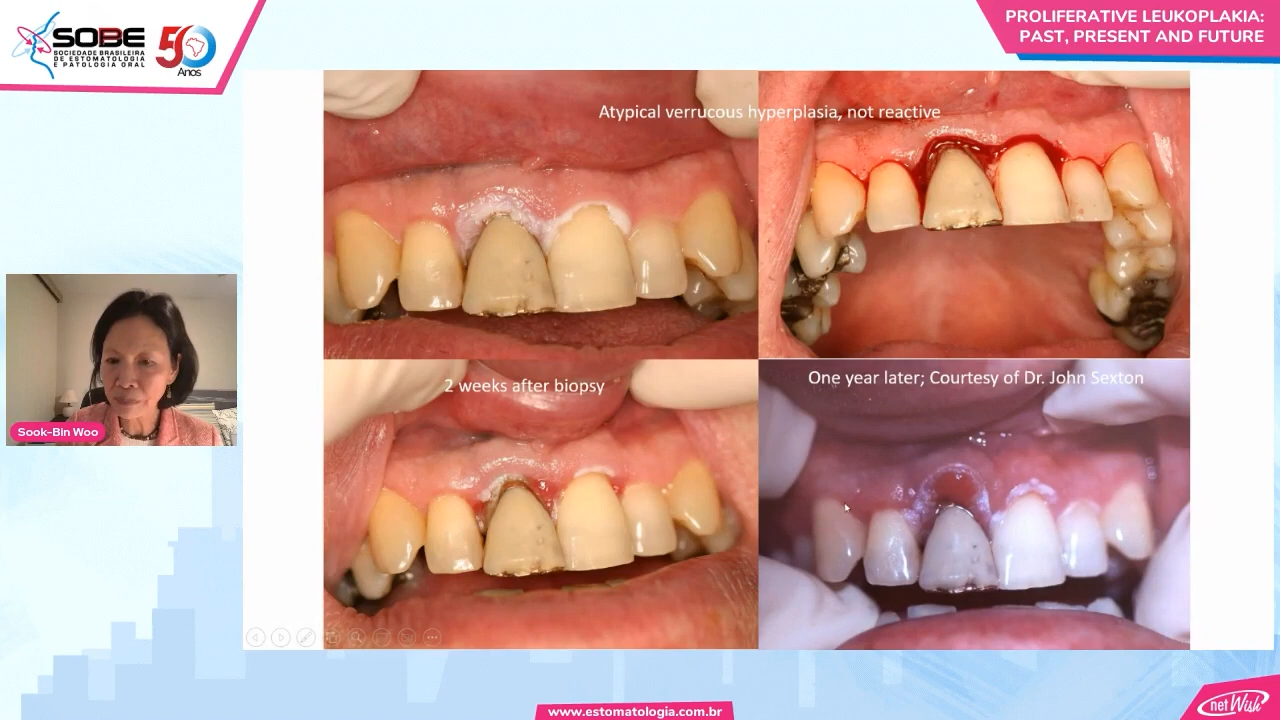 SOBE
SOCIEDADE BRASILEIRA
DE ESTOMATOLOGIA
E PATOLOGIA ORAL
50
Anos
PROLIFERATIVE LEUKOPLAKIA:
PAST, PRESENT AND FUTURE
Atypical verrucous hyperplasia, not reactive
2 weeks after biopsy
One year later; Courtesy of Dr. John Sexton
Sook-Bin Woo
www.estomatologia.com.br
netWish